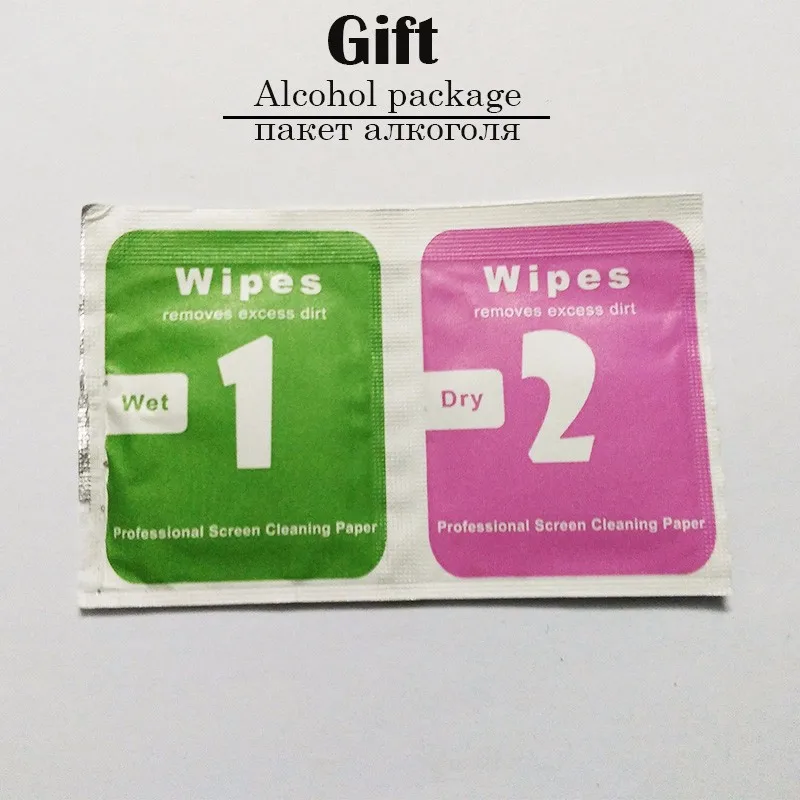 Gift
Alcohol package
пакет алкоголя
Wipes
removes excess dirt
Wet
1
Professional Screen Cleaning Paper
Wipes
removes excess dirt
Dry
2
Professional Screen Cleaning Paper